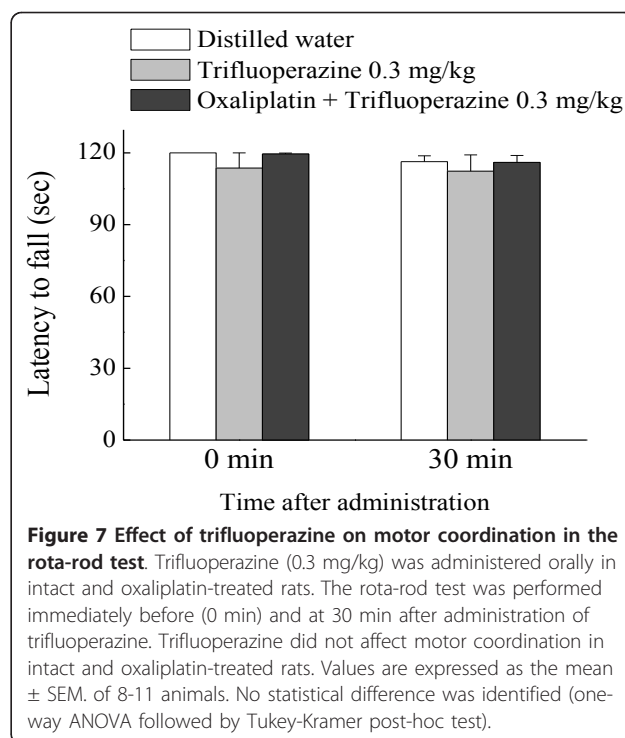 Distilled water
Trifluoperazine 0.3 mg/kg
Oxaliplatin + Trifluoperazine 0.3 mg/kg
Latency to fall (sec)
120
90
60
30
0
0 min 30 min
Time after administration
Figure 7 Effect of trifluoperazine on motor coordination in the
rota-rod test. Trifluoperazine (0.3 mg/kg) was administered orally in
intact and oxaliplatin-treated rats. The rota-rod test was performed
immediately before (0 min) and at 30 min after administration of
trifluoperazine. Trifluoperazine did not affect motor coordination in
intact and oxaliplatin-treated rats. Values are expressed as the mean
± SEM. of 8-11 animals. No statistical difference was identified (one-
way ANOVA followed by Tukey-Kramer post-hoc test).